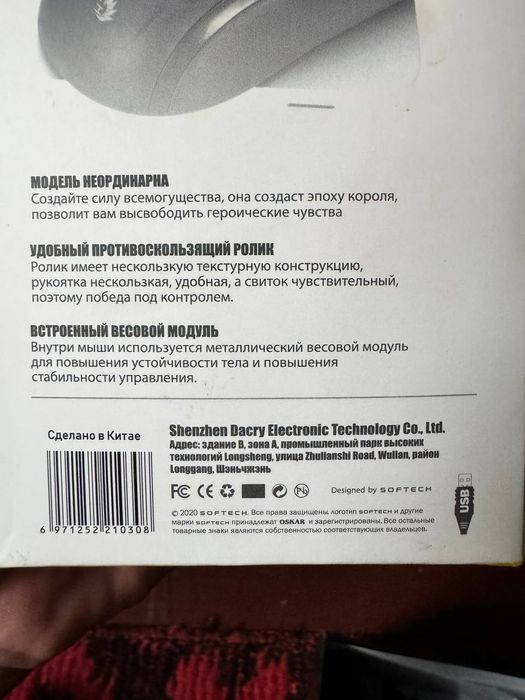 МОДЕЛЬ НЕОРДИНАРНА
Создайте силу всемогущества, она создаст эпоху короля,
позволит вам высвободить героические чувства
УДОБНЫЙ ПРОТИВОСКОЛЬЗЯЩИЙ РОЛИК
Ролик имеет нескользкую текстурную конструкцию,
рукоятка нескользкая, удобная, а свиток чувствительный,
поэтому победа под контролем.
ВСТРОЕННЫЙ ВЕСОВОЙ МОДУЛЬ
Внутри мыши используется металлический весовой модуль
для повышения устойчивости тела и повышения
стабильности управления.
Сделано в Китае
6 971252 210308
Shenzhen Dacry Electronic Technology Co., Ltd.
Адрес: здание B, зона A, промышленный парк высоких
технологий Longsheng, улица Zhulianshi Road, Wulian, район
Longgang, Шэньчжэнь
FC CE Pb Designed by SOFTECH
USB
© 2020 SOFTECH. Все права защищены, логотип SOFTECH и другие
марки SOFTECH принадлежат OSKAR и зарегистрированы. Все остальные
товарные знаки являются собственностью соответствующих владельцев.